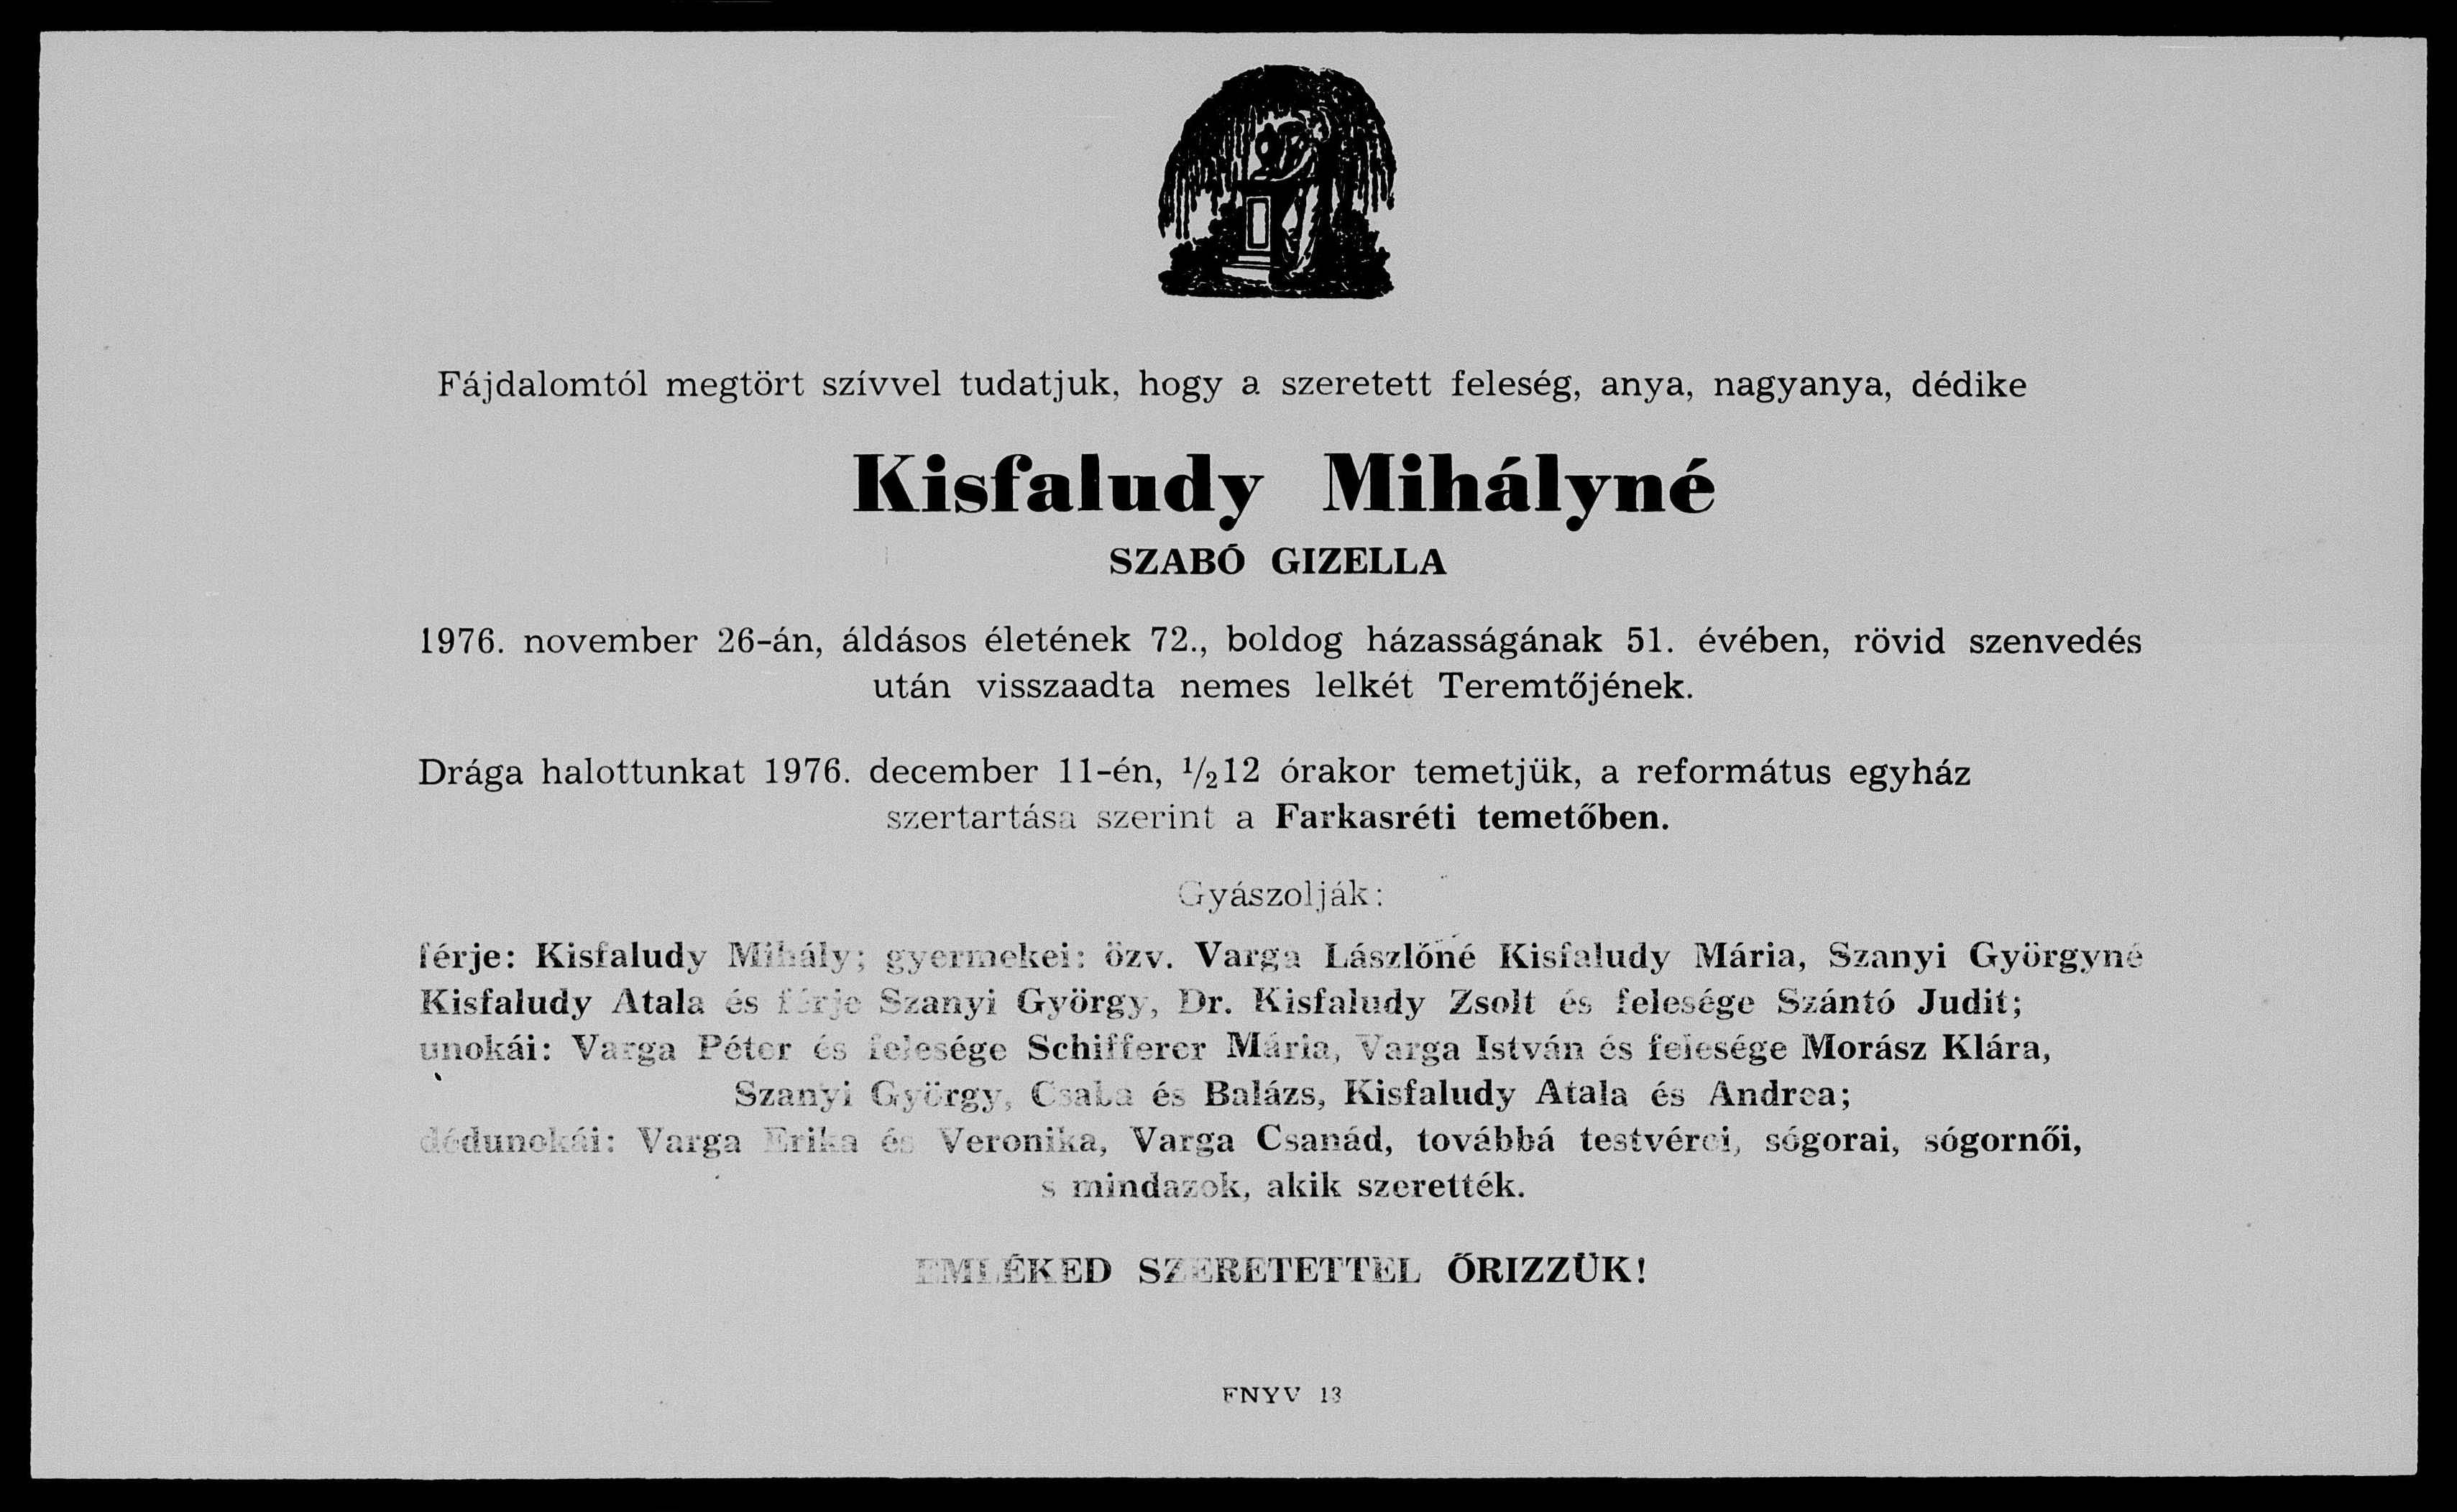 Fájdalomtól megtört szívvel tudatjuk, hogy a szeretett feleség, anya, nagyanya, dédike
Kisfaludy Mihályné
SZABÓ GIZELLA
1976. november 26-án, áldásos életének 72., boldog házasságának 51. évében, rövid szenvedés
után visszaadta nemes lelkét Teremtőjének.
Drága halottunkat 1976. december 11-én, 1/2 12 órakor temetjük, a református egyház
szertartása szerint a Farkasréti temetőben.
Gyászolják:
férje: Kisfaludy Mihály; gyermekei: özv. Varga Lászlóné Kisfaludy Mária, Szanyi Györgyné
Kisfaludy Atala és férje Szanyi György, Dr. Kisfaludy Zsolt és felesége Szántó Judit;
unokái: Varga Péter és felesége Schifferer Mária, Varga István és felesége Morász Klára,
Szanyi György, Csaba és Balázs, Kisfaludy Atala és Andrea;
dédunokái: Varga Erika és Veronika, Varga Csanád, továbbá testvérei, sógorai, sógornői,
s mindazok, akik szerették.
EMLÉKED SZERETETTEL ŐRIZZÜK!
FNYV 13